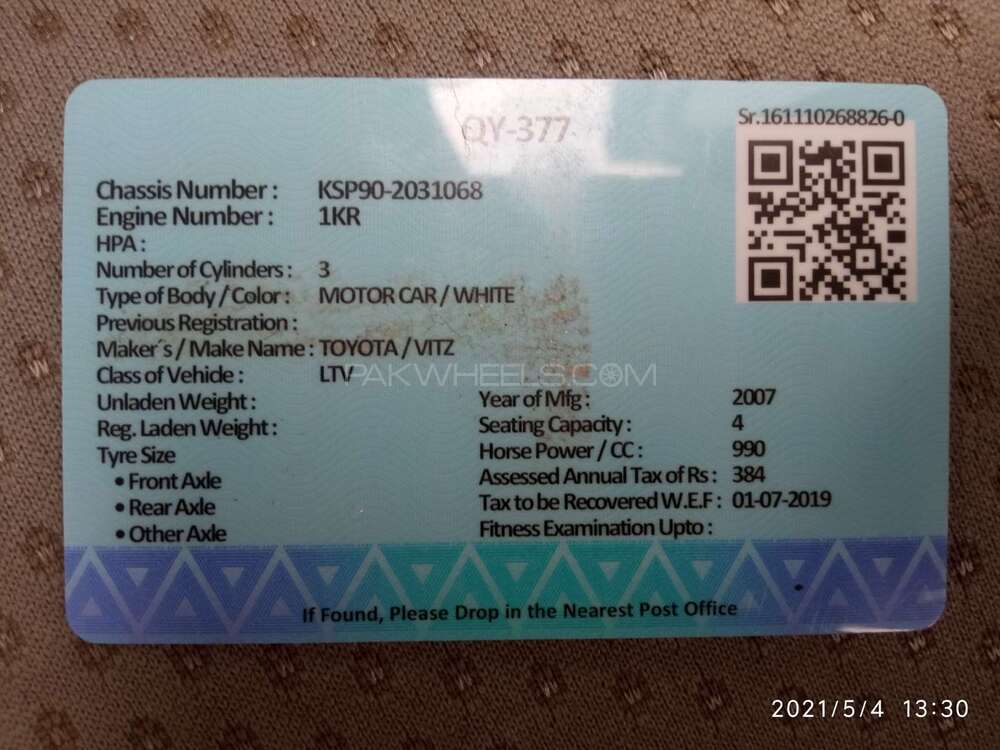 QY-377
Sr.161110268826-0
Chassis Number : KSP90-2031068
Engine Number : 1KR
HPA :
Number of Cylinders : 3
Type of Body / Color : MOTOR CAR / WHITE
Previous Registration :
Maker´s / Make Name : TOYOTA / VITZ
Class of Vehicle : LTV
PAKWHEELS.COM
Unladen Weight :
Reg. Laden Weight :
Tyre Size
• Front Axle
• Rear Axle
• Other Axle
Year of Mfg : 2007
Seating Capacity : 4
Horse Power / CC : 990
Assessed Annual Tax of Rs : 384
Tax to be Recovered W.E.F : 01-07-2019
Fitness Examination Upto :
If Found, Please Drop in the Nearest Post Office
2021/5/4 13:30